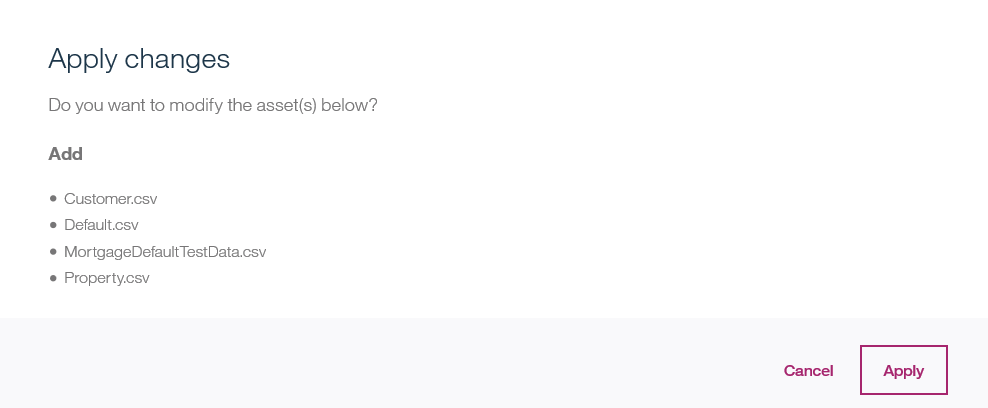 Apply changes
Do you want to modify the asset(s) below?
Add
• Customer.csv
• Default.csv
• MortgageDefaultTestData.csv
• Property.csv
Cancel Apply